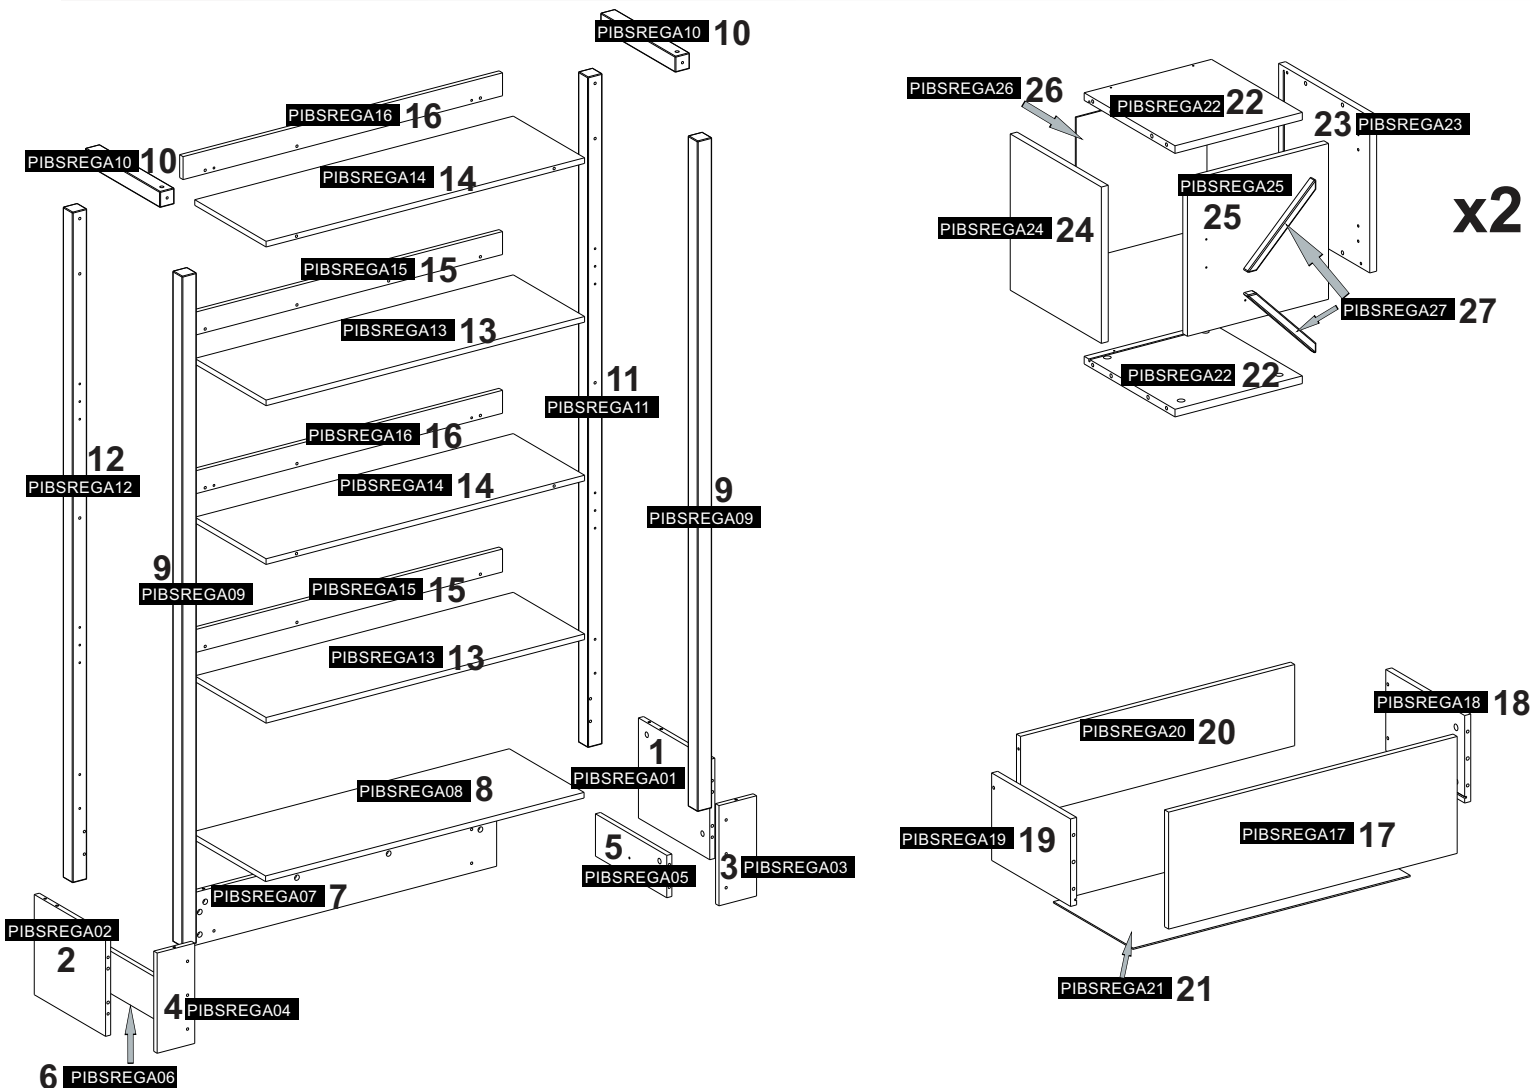 PIBSREGA10 10
PIBSREGA16 16
PIBSREGA10 10
PIBSREGA14 14
PIBSREGA15 15
PIBSREGA13 13
11
PIBSREGA11
PIBSREGA16 16
12
PIBSREGA12
PIBSREGA14 14
9
PIBSREGA09
9
PIBSREGA09
PIBSREGA15 15
PIBSREGA13 13
1
PIBSREGA01
PIBSREGA08 8
5
PIBSREGA05
3 PIBSREGA03
PIBSREGA07 7
PIBSREGA02
2
4 PIBSREGA04
6 PIBSREGA06
PIBSREGA26 26
PIBSREGA22 22
23 PIBSREGA23
PIBSREGA25
25
x2
PIBSREGA24 24
PIBSREGA27 27
PIBSREGA22 22
PIBSREGA18 18
PIBSREGA20 20
PIBSREGA19 19
PIBSREGA17 17
PIBSREGA21 21